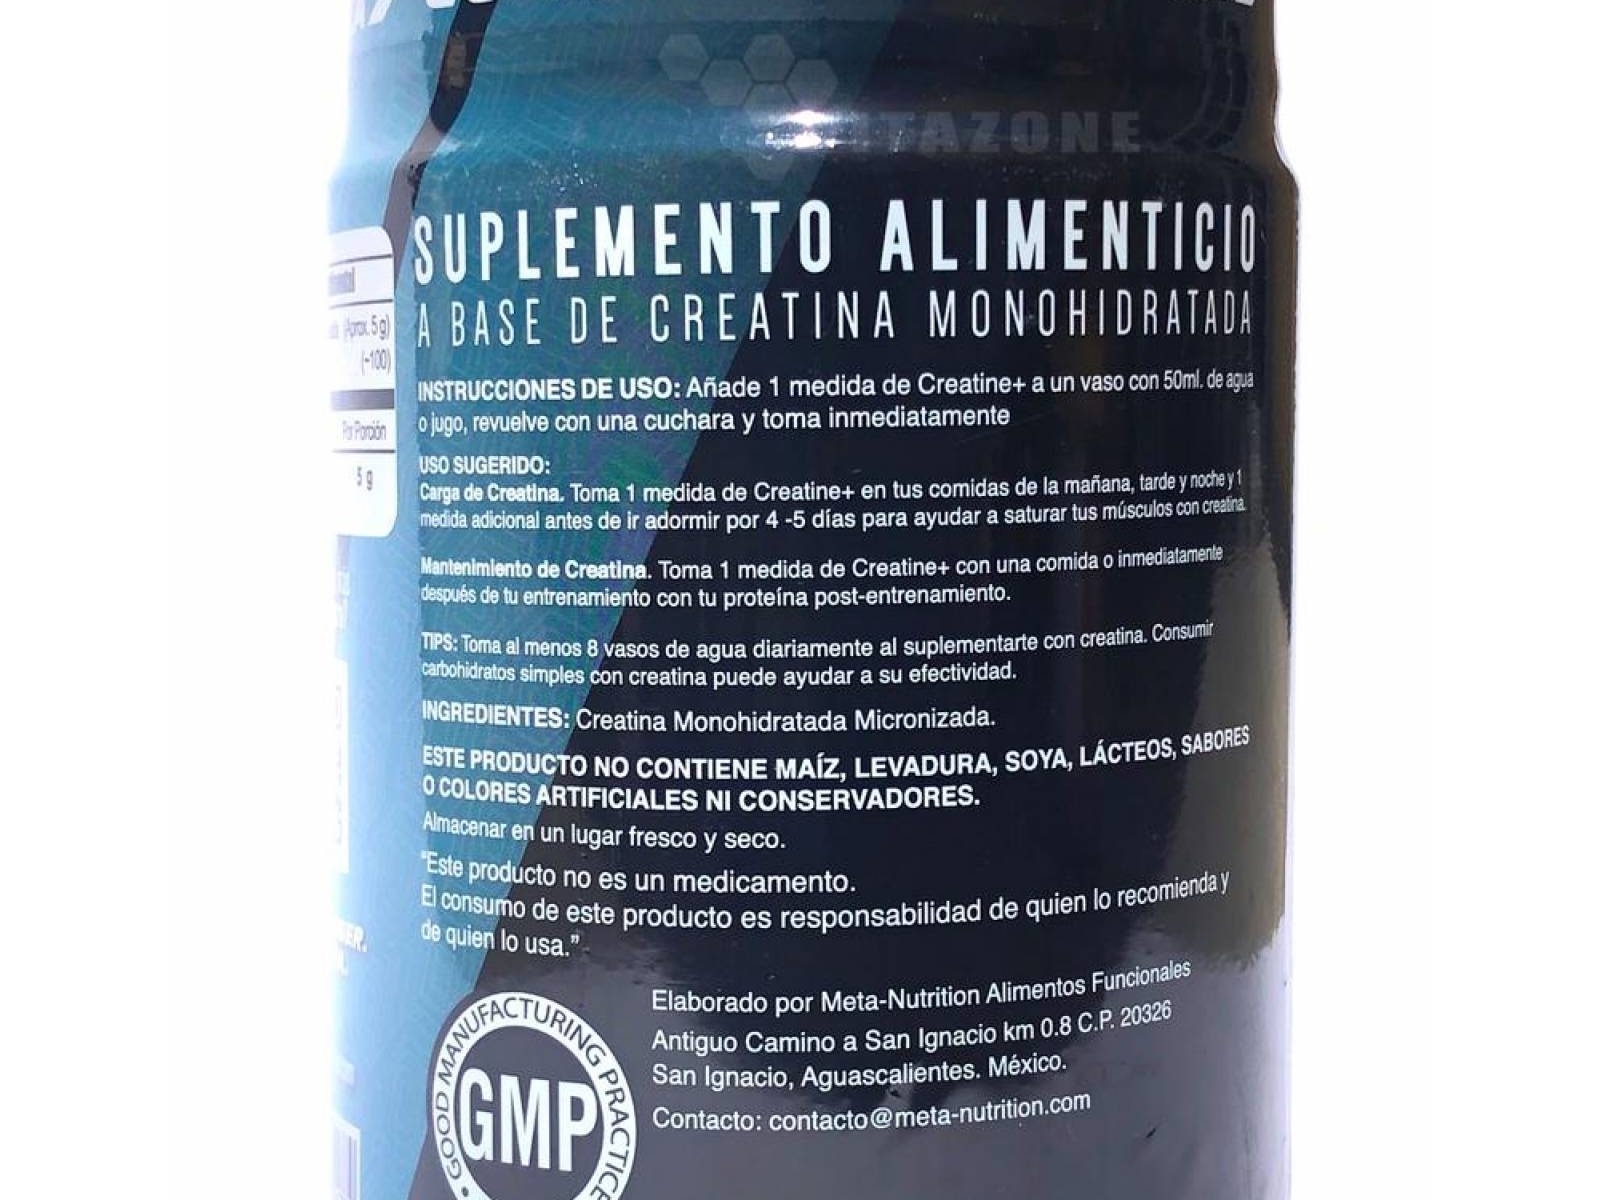 SUPLEMENTO ALIMENTICIO
A BASE DE CREATINA MONOHIDRATADA
(Aprox. 5 g)
(~100)
Por Porción
5 g
INSTRUCCIONES DE USO: Añade 1 medida de Creatine+ a un vaso con 50ml. de agua
o jugo, revuelve con una cuchara y toma inmediatamente
USO SUGERIDO:
Carga de Creatina. Toma 1 medida de Creatine+ en tus comidas de la mañana, tarde y noche y 1
medida adicional antes de ir adormir por 4 -5 días para ayudar a saturar tus músculos con creatina.
Mantenimiento de Creatina. Toma 1 medida de Creatine+ con una comida o inmediatamente
después de tu entrenamiento con tu proteína post-entrenamiento.
TIPS: Toma al menos 8 vasos de agua diariamente al suplementarte con creatina. Consumir
carbohidratos simples con creatina puede ayudar a su efectividad.
INGREDIENTES: Creatina Monohidratada Micronizada.
ESTE PRODUCTO NO CONTIENE MAÍZ, LEVADURA, SOYA, LÁCTEOS, SABORES
O COLORES ARTIFICIALES NI CONSERVADORES.
Almacenar en un lugar fresco y seco.
"Este producto no es un medicamento.
El consumo de este producto es responsabilidad de quien lo recomienda y
de quien lo usa."
GOOD MANUFACTURING PRACTICE
GMP
Elaborado por Meta-Nutrition Alimentos Funcionales
Antiguo Camino a San Ignacio km 0.8 C.P. 20326
San Ignacio, Aguascalientes. México.
Contacto: contacto@meta-nutrition.com